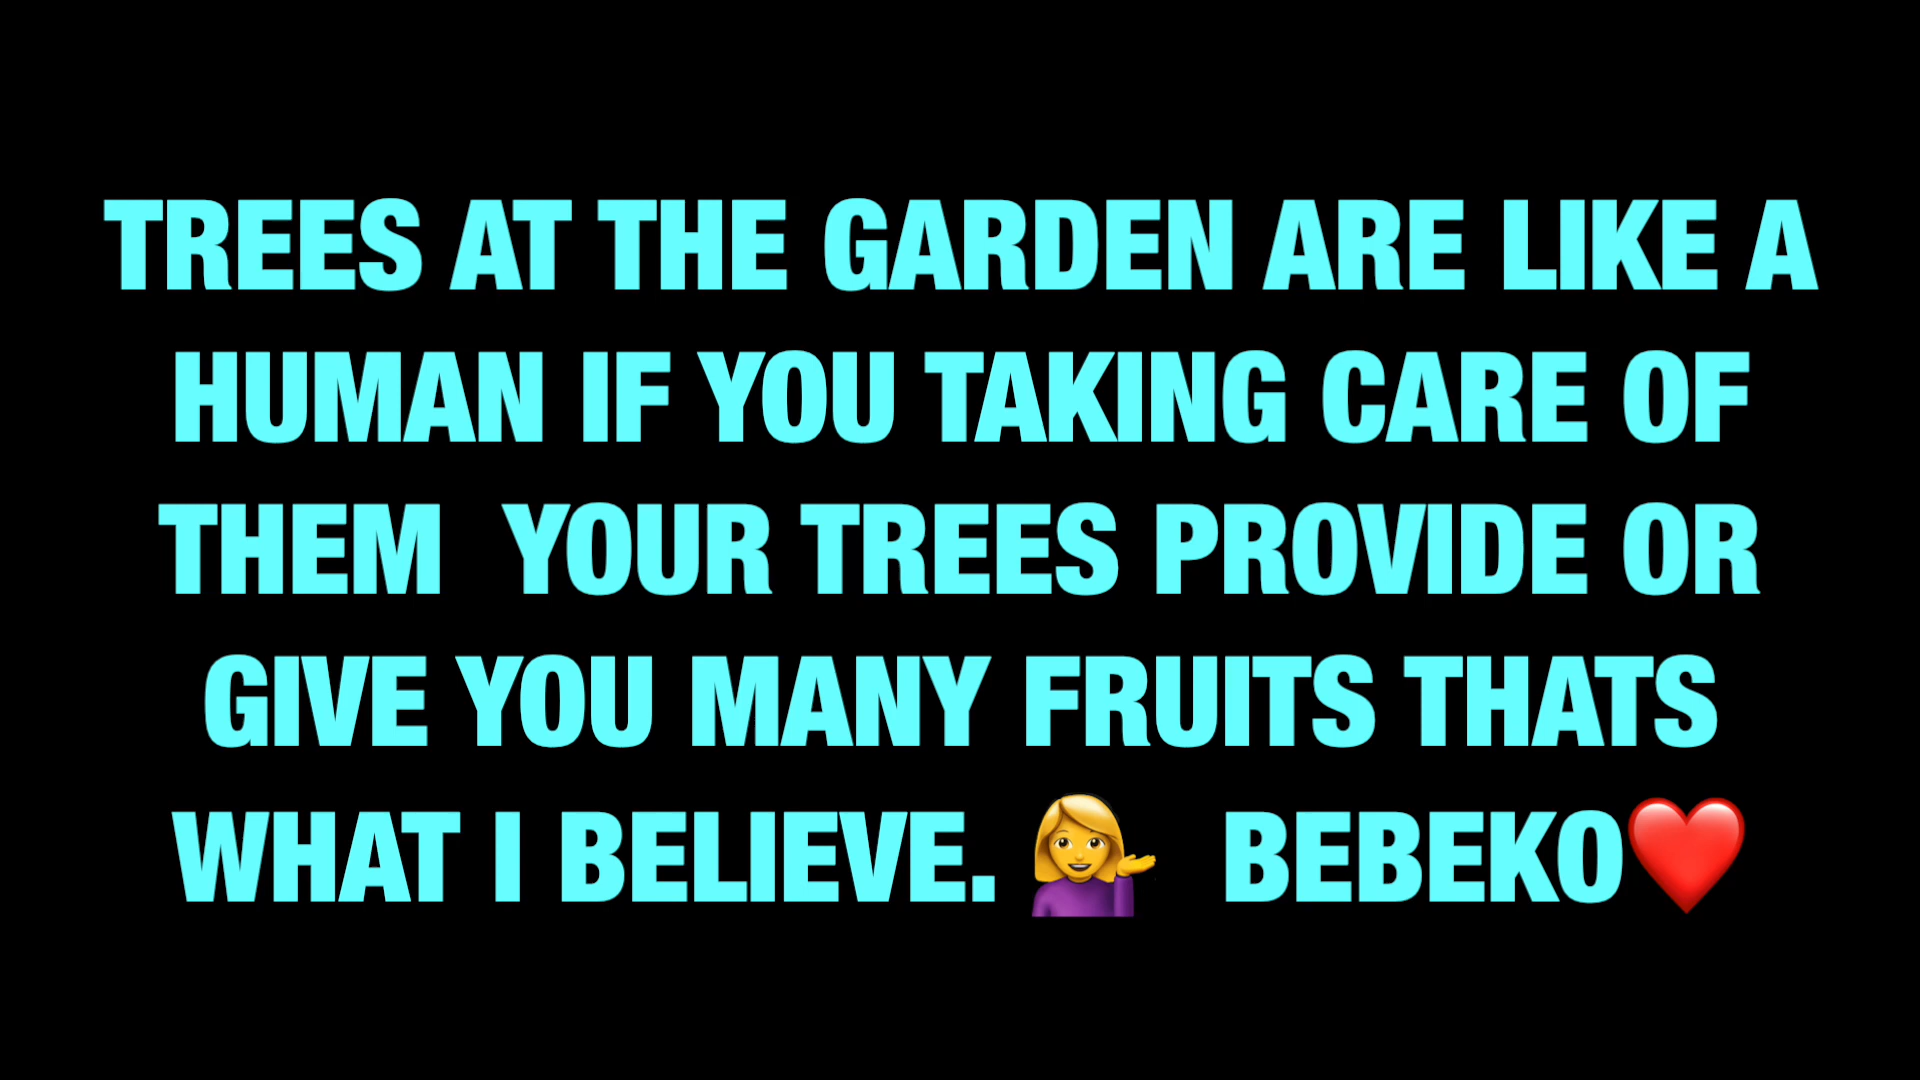 TREES AT THE GARDEN ARE LIKE A
HUMAN IF YOU TAKING CARE OF
THEM  YOUR TREES PROVIDE OR
GIVE YOU MANY FRUITS THATS
WHAT I BELIEVE. 💁‍♀️  BEBEKO❤️